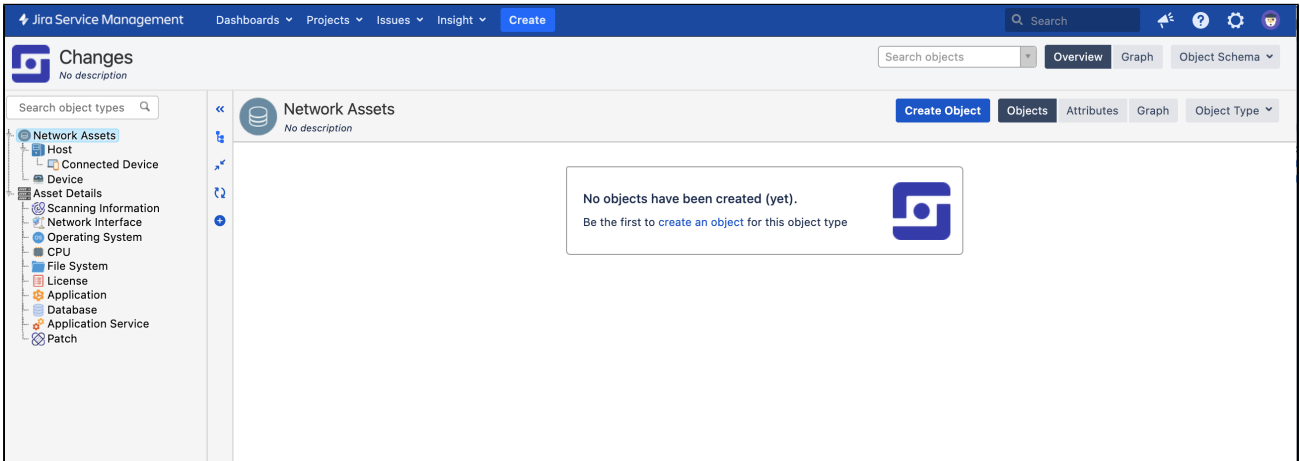 Jira Service Management Dashboards Projects Issues Insight Create Search
Changes
No description
Search objects Overview Graph Object Schema
Search object types
Network Assets
Host
Connected Device
Device
Asset Details
Scanning Information
Network Interface
Operating System
CPU
File System
License
Application
Database
Application Service
Patch
Network Assets
No description
Create Object Objects Attributes Graph Object Type
No objects have been created (yet).
Be the first to create an object for this object type